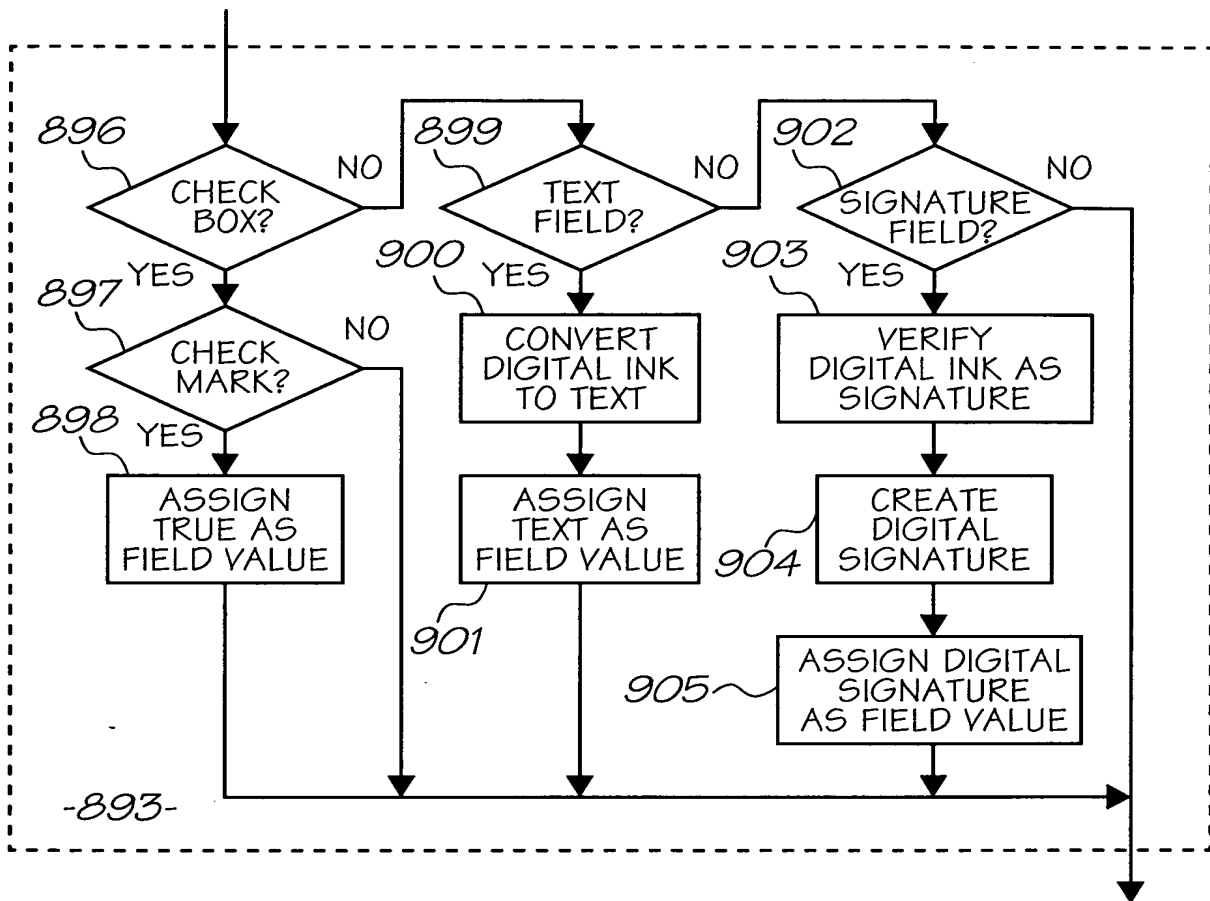 896
CHECK
BOX?
NO
YES
897
CHECK
MARK?
NO
YES
898
ASSIGN
TRUE AS
FIELD VALUE
899
TEXT
FIELD?
NO
YES
900
CONVERT
DIGITAL INK
TO TEXT
ASSIGN
TEXT AS
FIELD VALUE
901
902
SIGNATURE
FIELD?
NO
YES
903
VERIFY
DIGITAL INK AS
SIGNATURE
CREATE
DIGITAL
SIGNATURE
904
ASSIGN DIGITAL
SIGNATURE
AS FIELD VALUE
905
-893-